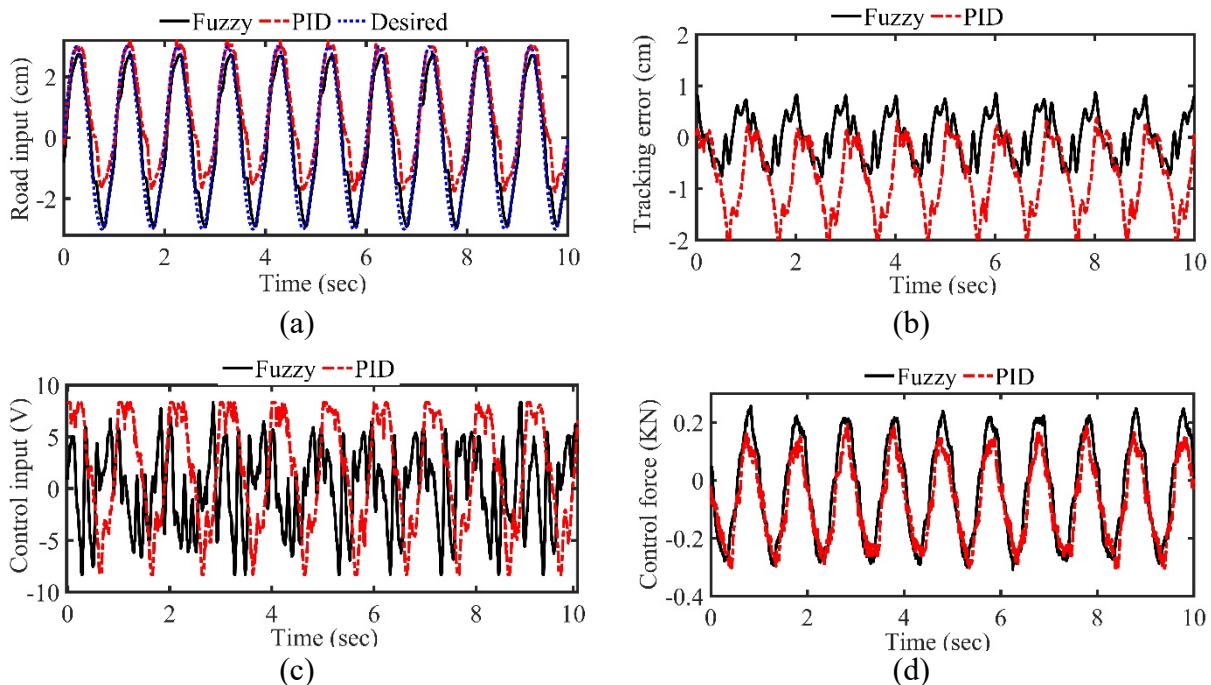 Fuzzy PID Desired
Road input (cm)
2
0
-2
0 2 4 6 8 10
Time (sec)
(a)
Fuzzy PID
Tracking error (cm)
2
1
0
-1
-2
0 2 4 6 8 10
Time (sec)
(b)
Fuzzy PID
Control input (V)
10
5
0
-5
-10
0 2 4 6 8 10
Time (sec)
(c)
Fuzzy PID
Control force (KN)
0.2
0
-0.2
-0.4
0 2 4 6 8 10
Time (sec)
(d)